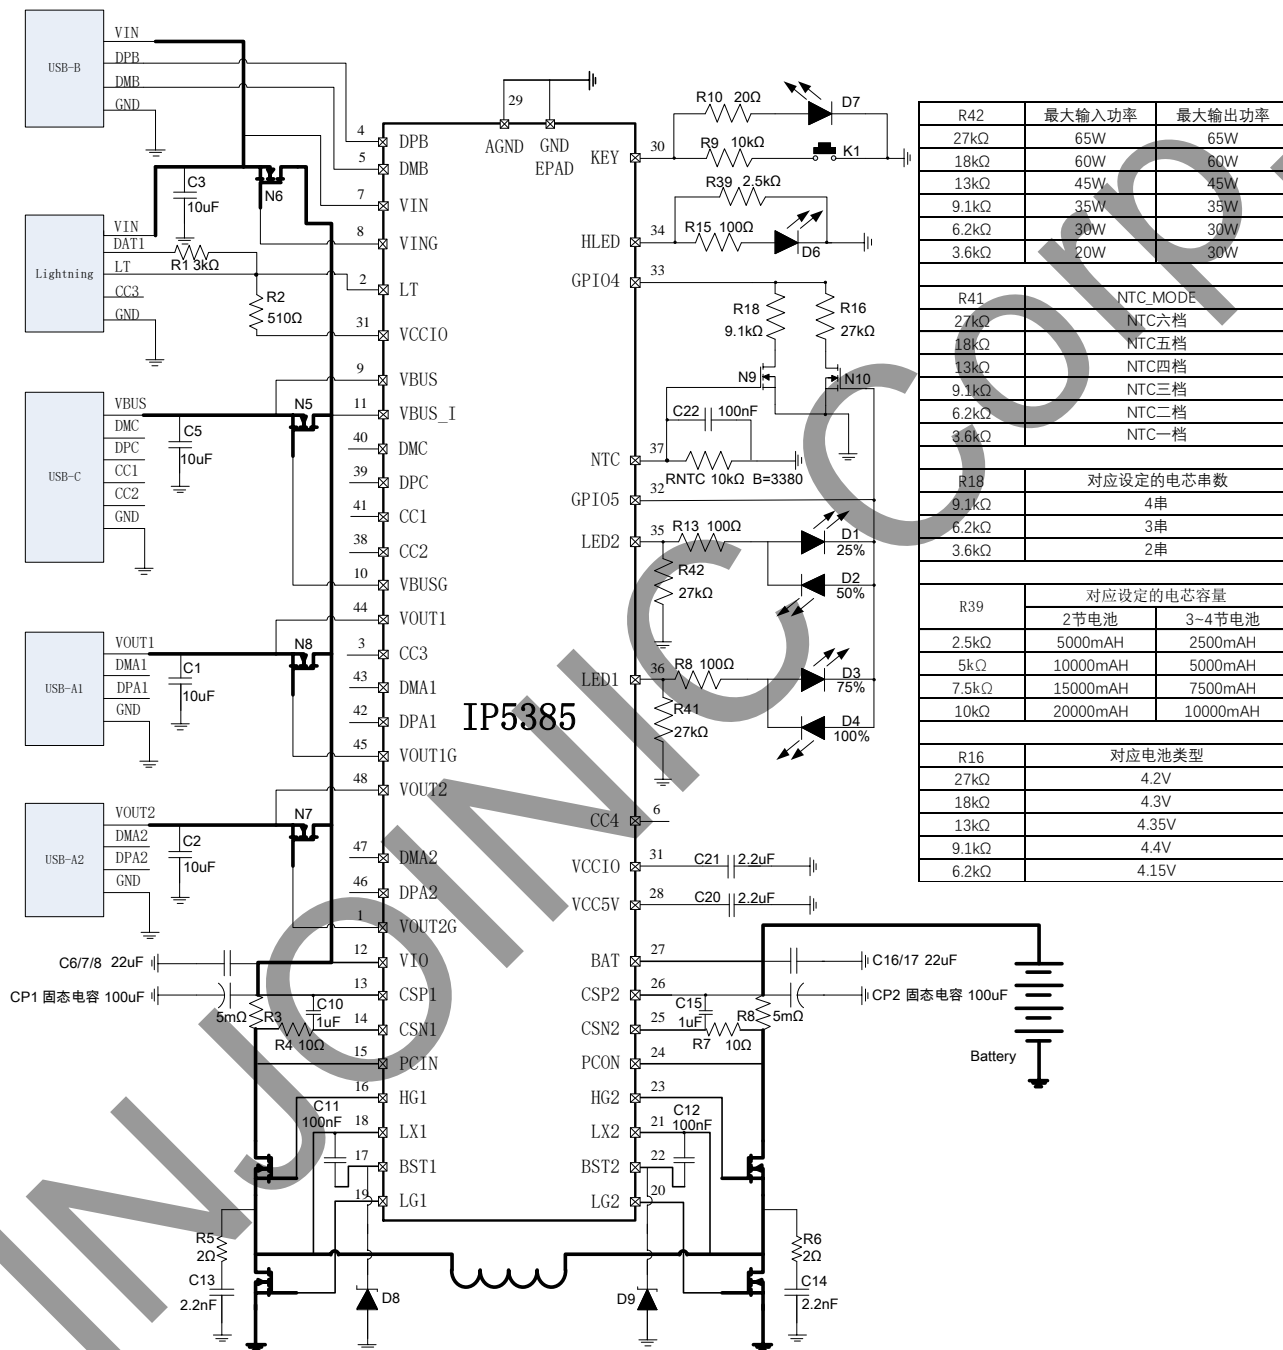 USB-B
VIN
DPB
DMB
GND
Lightning
VIN
DAT1
LT
CC3
GND
C3
10uF
N6
R1 3kΩ
R2
510Ω
USB-C
VBUS
DMC
DPC
CC1
CC2
GND
C5
10uF
N5
USB-A1
VOUT1
DMA1
DPA1
GND
C1
10uF
N8
USB-A2
VOUT2
DMA2
DPA2
GND
C2
10uF
N7
C6/7/8 22uF
CP1 固态电容 100uF
5mΩ R3
C10
1uF
R4 10Ω
C11
100nF
R5
2Ω
C13
2.2nF
D8
IP5385
29
AGND
GND
EPAD
4 DPB
5 DMB
7 VIN
8 VING
2 LT
31 VCCIO
9 VBUS
11 VBUS_I
40 DMC
39 DPC
41 CC1
38 CC2
10 VBUSG
44 VOUT1
3 CC3
43 DMA1
42 DPA1
45 VOUT1G
48 VOUT2
47 DMA2
46 DPA2
1 VOUT2G
12 VIO
13 CSP1
14 CSN1
15 PCIN
16 HG1
18 LX1
17 BST1
19 LG1
KEY 30
HLED 34
GPIO4 33
NTC 37
GPIO5 32
LED2 35
LED1 36
CC4 6
VCCIO 31
VCC5V 28
BAT 27
CSP2 26
CSN2 25
PCON 24
HG2 23
LX2 21
BST2 22
LG2 20
R10 20Ω
D7
R9 10kΩ
K1
R39 2.5kΩ
R15 100Ω
D6
R18
9.1kΩ
R16
27kΩ
N9
N10
C22 100nF
RNTC 10kΩ B=3380
R13 100Ω
D1
25%
R42
27kΩ
D2
50%
R8 100Ω
D3
75%
R41
27kΩ
D4
100%
C21 2.2uF
C20 2.2uF
C16/17 22uF
CP2 固态电容 100uF
C15
1uF
R8 5mΩ
R7 10Ω
Battery
C12
100nF
R6
2Ω
C14
2.2nF
D9
R42 最大输入功率 最大输出功率
27kΩ 65W 65W
18kΩ 60W 60W
13kΩ 45W 45W
9.1kΩ 35W 35W
6.2kΩ 30W 30W
3.6kΩ 20W 30W
R41 NTC_MODE
27kΩ NTC六档
18kΩ NTC五档
13kΩ NTC四档
9.1kΩ NTC三档
6.2kΩ NTC二档
3.6kΩ NTC一档
R18 对应设定的电芯串数
9.1kΩ 4串
6.2kΩ 3串
3.6kΩ 2串
R39 对应设定的电芯容量
2节电池 3~4节电池
2.5kΩ 5000mAH 2500mAH
5kΩ 10000mAH 5000mAH
7.5kΩ 15000mAH 7500mAH
10kΩ 20000mAH 10000mAH
R16 对应电池类型
27kΩ 4.2V
18kΩ 4.3V
13kΩ 4.35V
9.1kΩ 4.4V
6.2kΩ 4.15V
INJOINIC Corp.